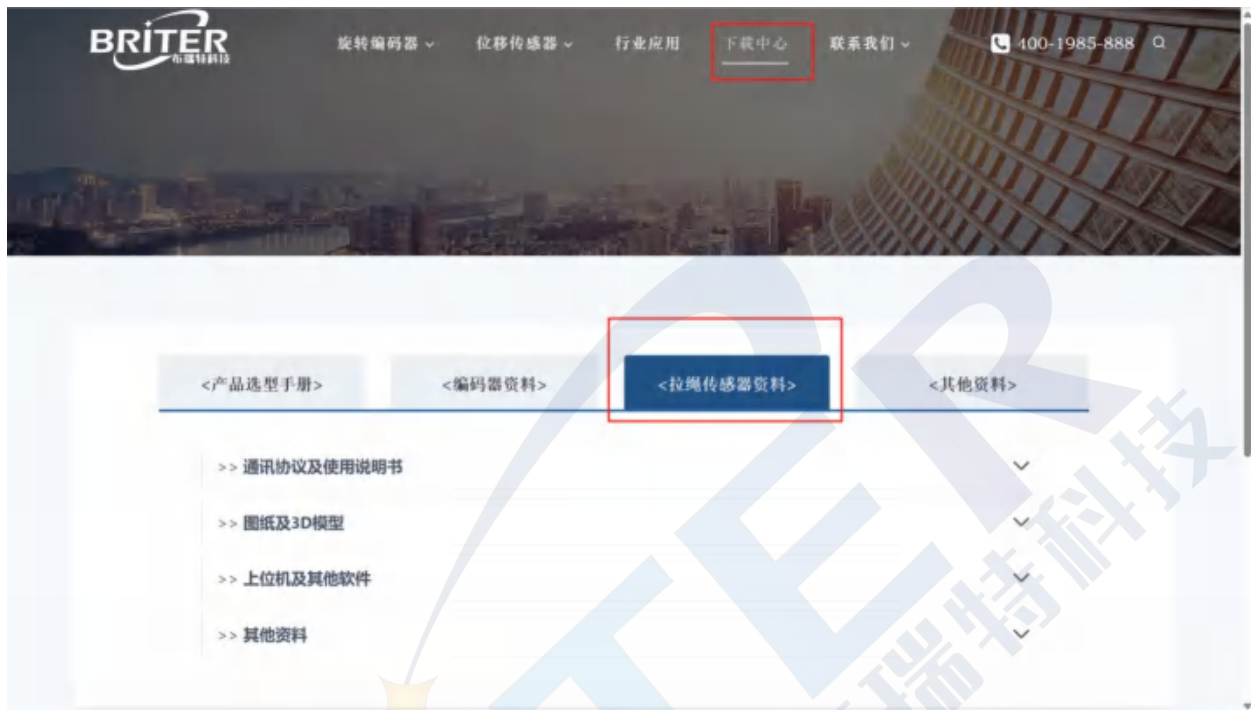 BRITER
布瑞特科技
旋转编码器 位移传感器 行业应用 下载中心 联系我们 400-1985-888
<产品选型手册> <编码器资料> <拉绳传感器资料> <其他资料>
>> 通讯协议及使用说明书
>> 图纸及3D模型
>> 上位机及其他软件
>> 其他资料
TER
瑞特科技